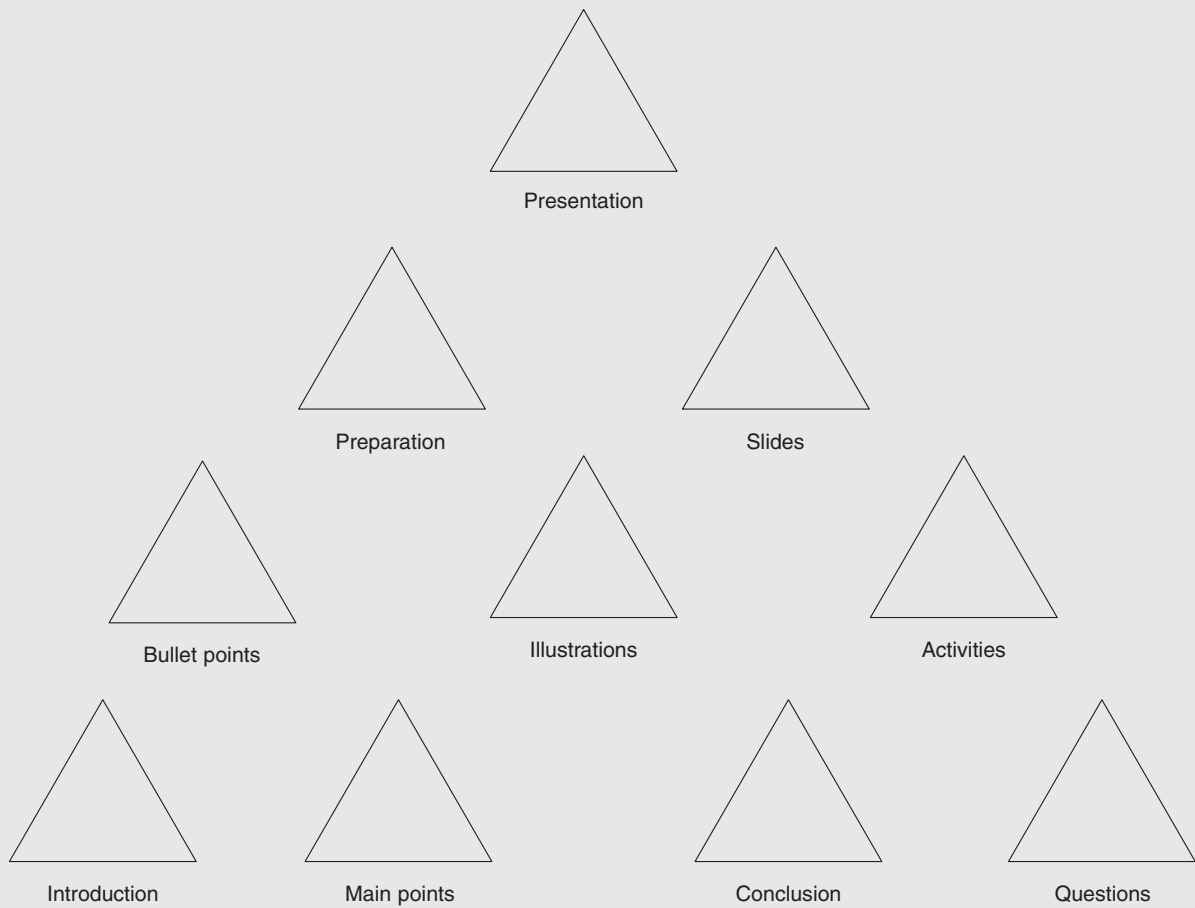 Presentation
Preparation
Slides
Bullet points
Illustrations
Activities
Introduction
Main points
Conclusion
Questions